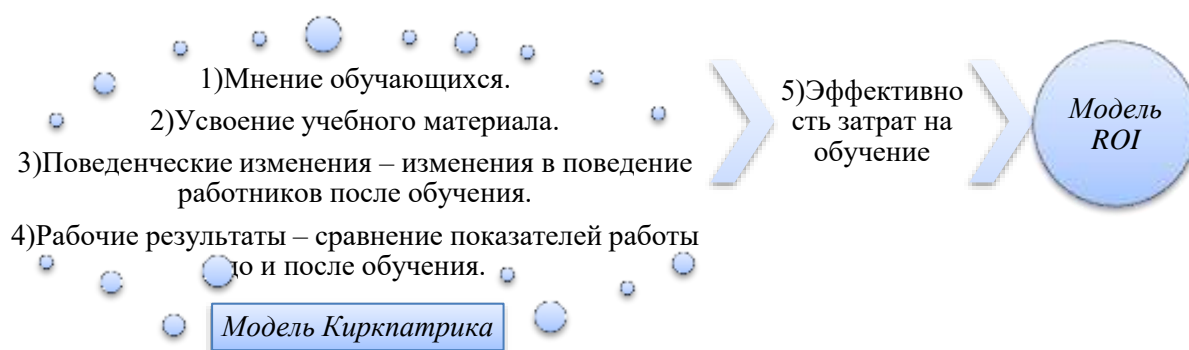 1)Мнение обучающихся.
2)Усвоение учебного материала.
3)Поведенческие изменения – изменения в поведение
работников после обучения.
4)Рабочие результаты – сравнение показателей работы
до и после обучения.
Модель Киркпатрика
5)Эффективно
сть затрат на
обучение
Модель
ROI